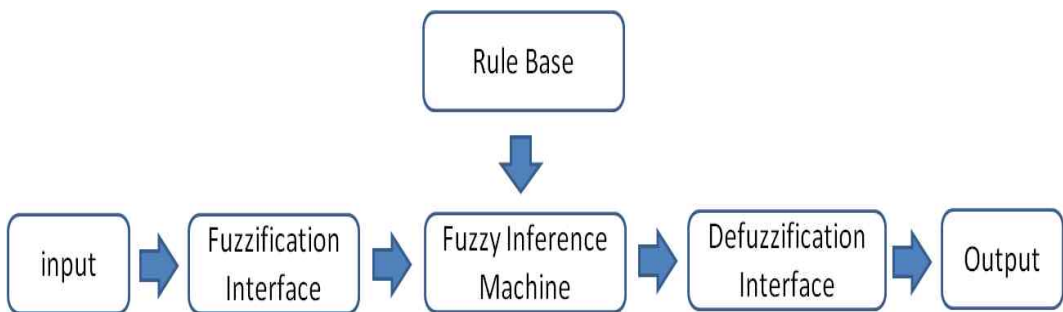 Rule Base
input
Fuzzification
Interface
Fuzzy Inference
Machine
Defuzzification
Interface
Output